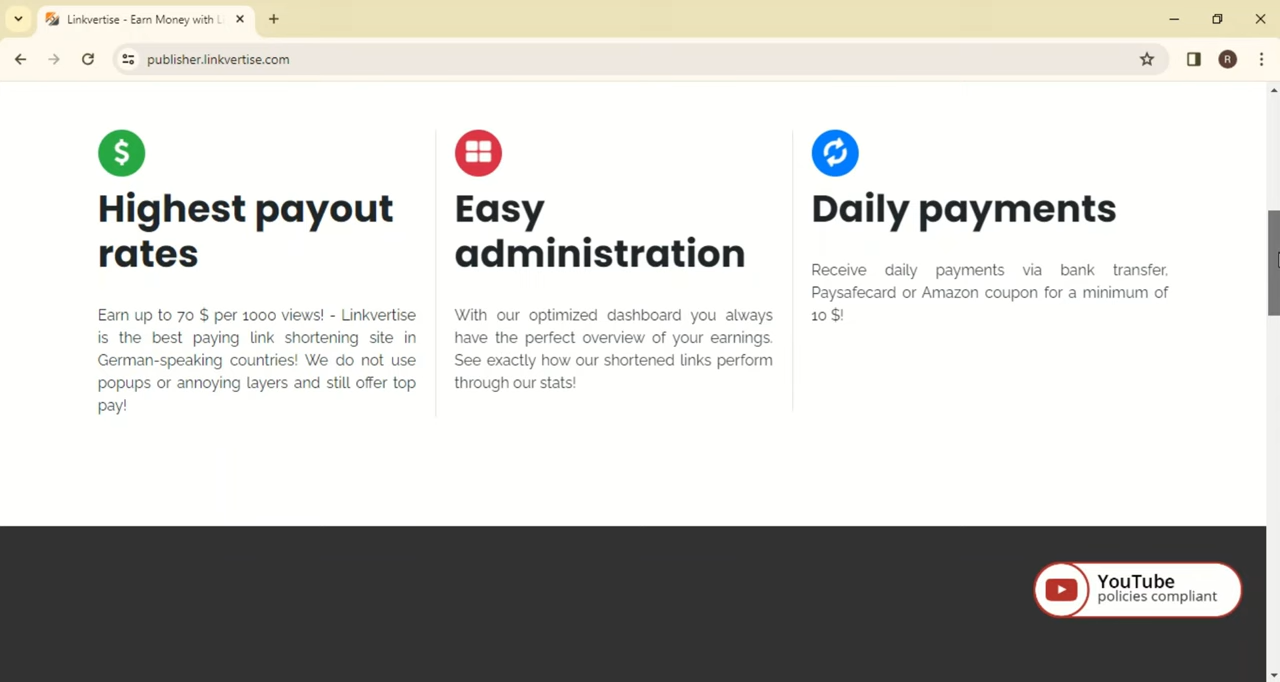 Linkvertise - Earn Money with L
publisher.linkvertise.com
R
Highest payout
rates
Earn up to 70 $ per 1000 views! - Linkvertise
is the best paying link shortening site in
German-speaking countries! We do not use
popups or annoying layers and still offer top
pay!
Easy
administration
With our optimized dashboard you always
have the perfect overview of your earnings.
See exactly how our shortened links perform
through our stats!
Daily payments
Receive daily payments via bank transfer,
Paysafecard or Amazon coupon for a minimum of
10 $!
YouTube
policies compliant